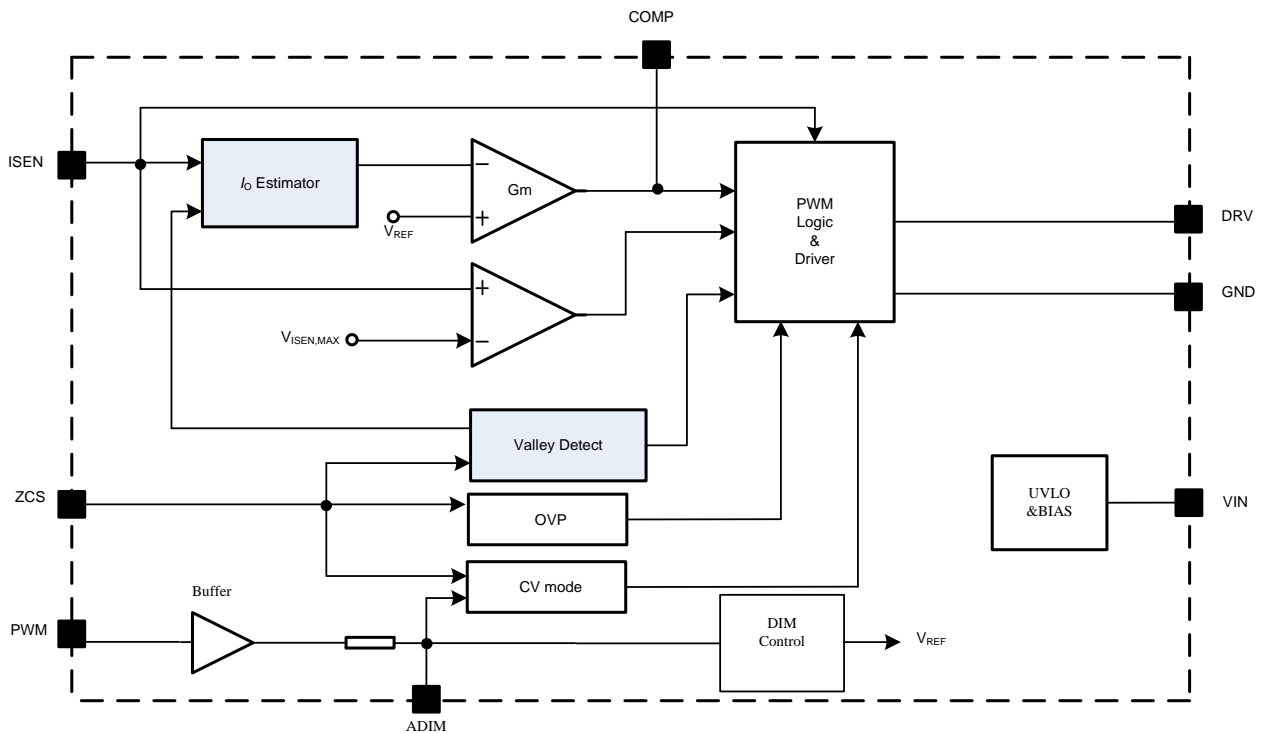 COMP
ISEN
IO Estimator
−
Gm
+
VREF
PWM
Logic
&
Driver
DRV
GND
+
VISEN,MAX
−
Valley Detect
ZCS
OVP
UVLO
&BIAS
VIN
CV mode
Buffer
PWM
DIM
Control
VREF
ADIM